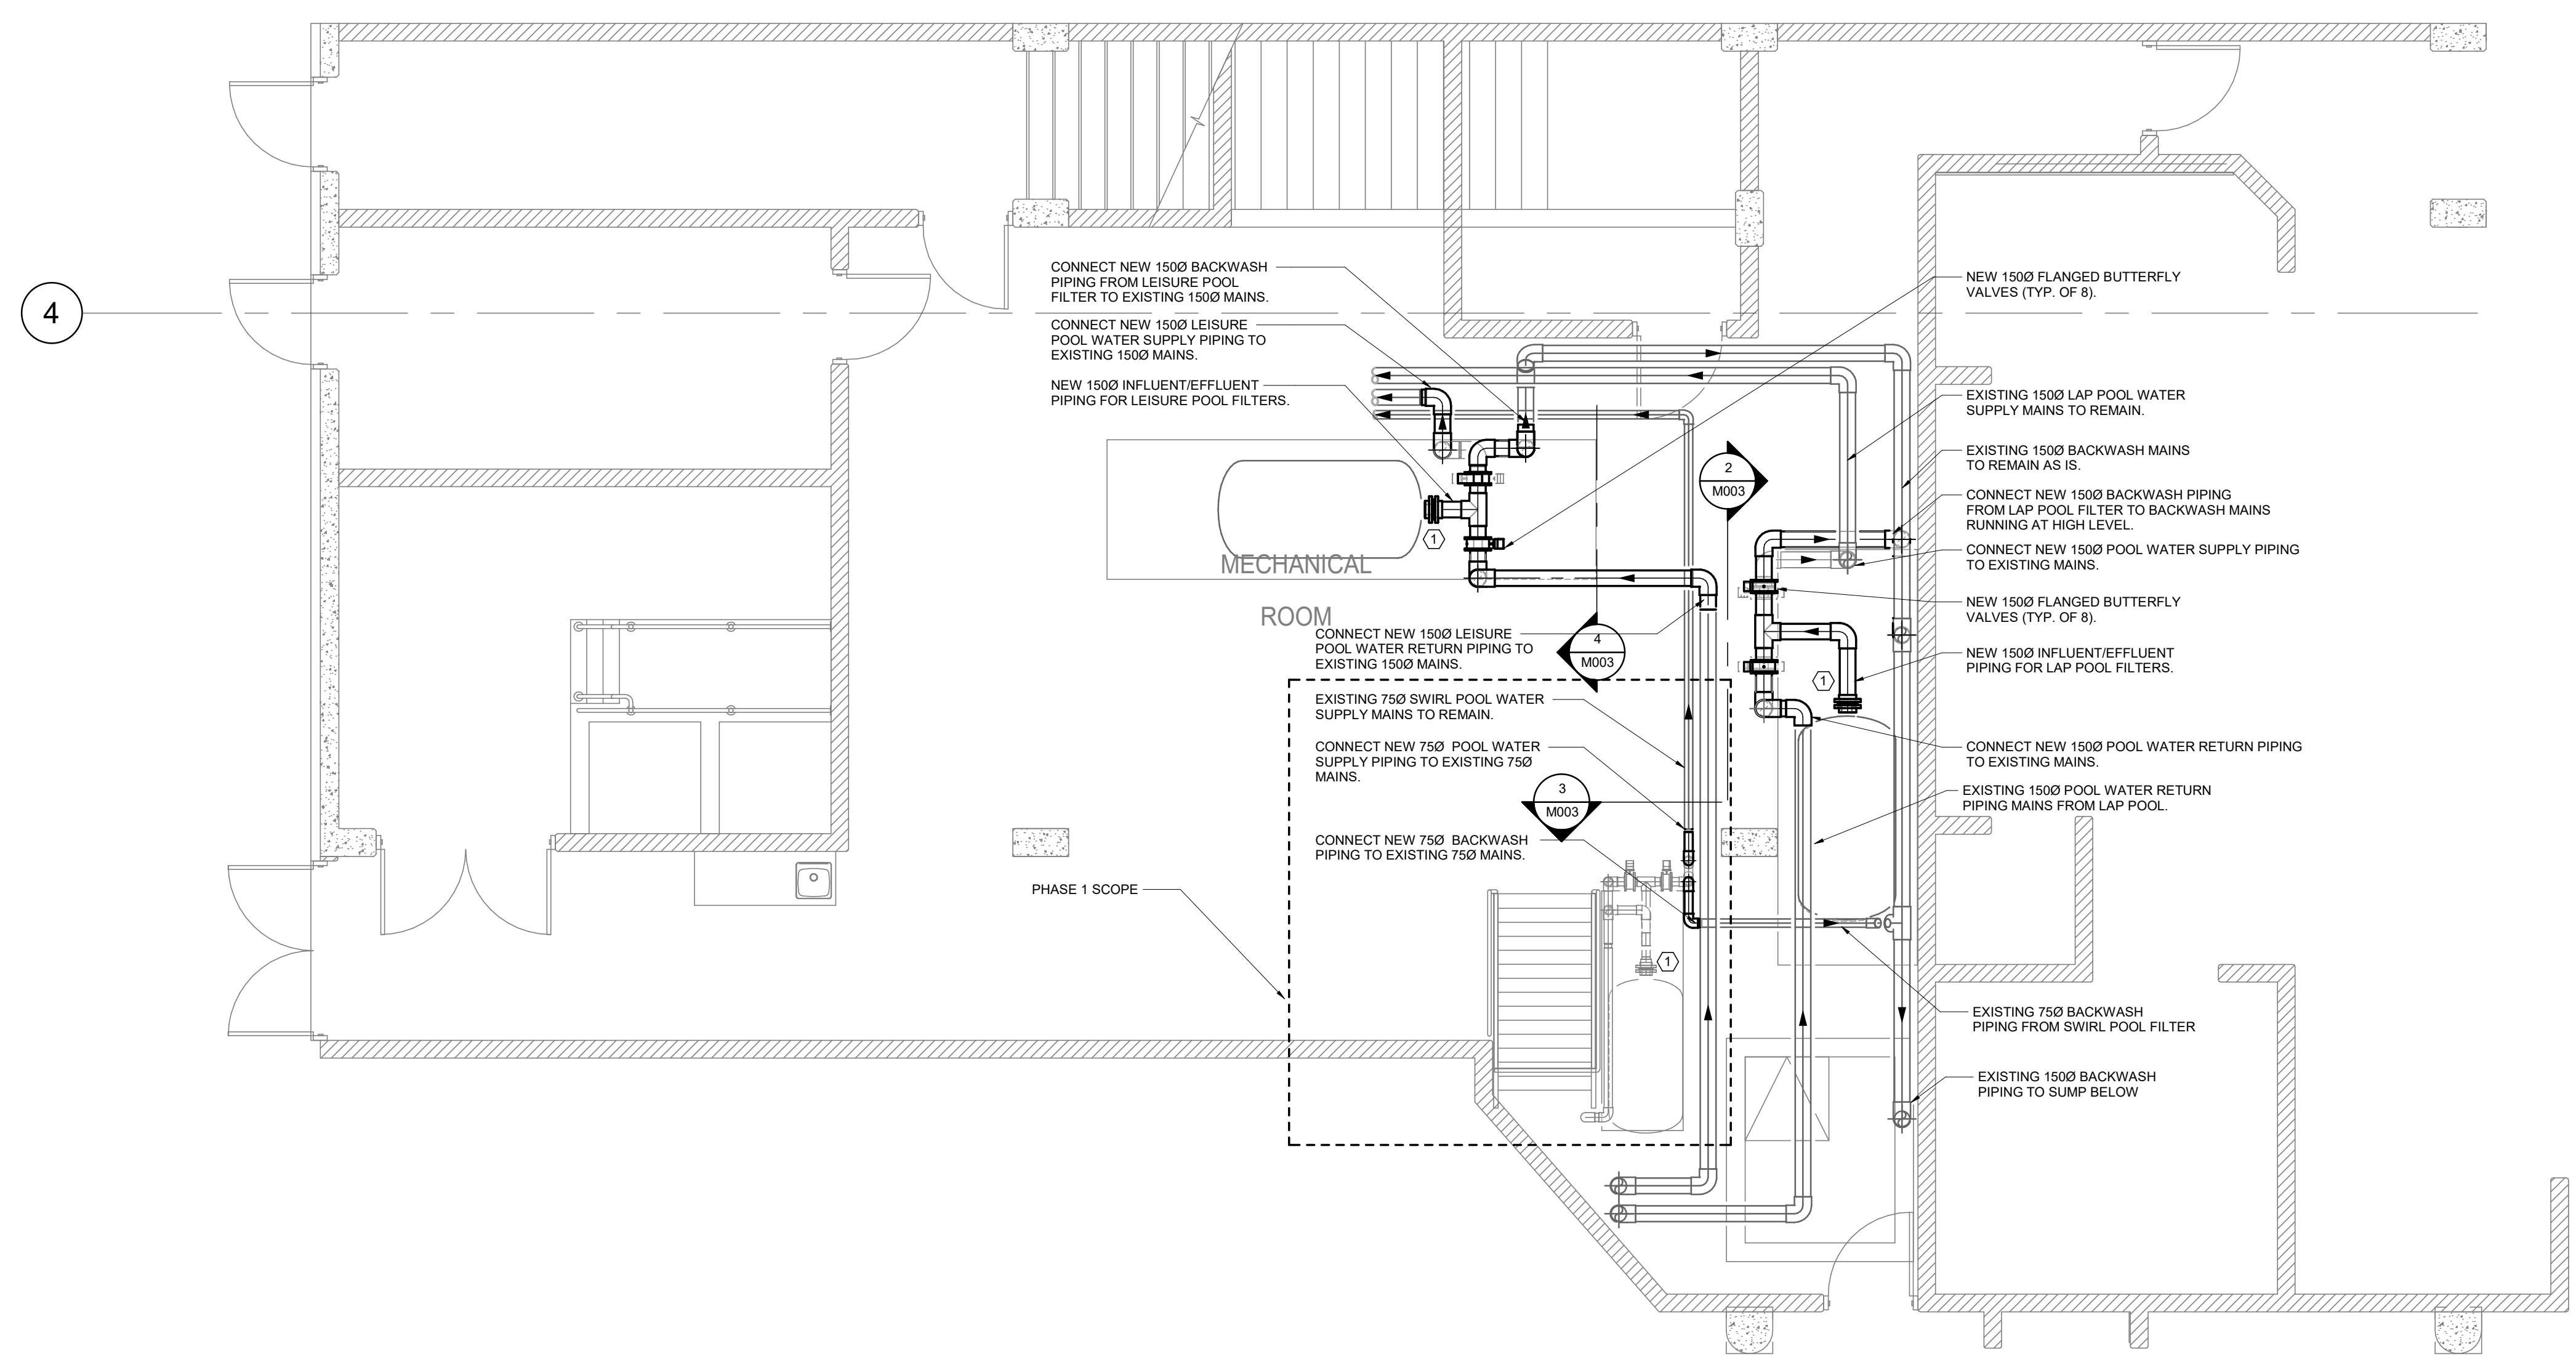 4
CONNECT NEW 150Ø BACKWASH
PIPING FROM LEISURE POOL
FILTER TO EXISTING 150Ø MAINS.
CONNECT NEW 150Ø LEISURE
POOL WATER SUPPLY PIPING TO
EXISTING 150Ø MAINS.
NEW 150Ø INFLUENT/EFFLUENT
PIPING FOR LEISURE POOL FILTERS.
MECHANICAL
ROOM
1
2
M003
CONNECT NEW 150Ø LEISURE
POOL WATER RETURN PIPING TO
EXISTING 150Ø MAINS.
4
M003
EXISTING 75Ø SWIRL POOL WATER
SUPPLY MAINS TO REMAIN.
CONNECT NEW 75Ø POOL WATER
SUPPLY PIPING TO EXISTING 75Ø
MAINS.
3
M003
CONNECT NEW 75Ø BACKWASH
PIPING TO EXISTING 75Ø MAINS.
PHASE 1 SCOPE
1
1
NEW 150Ø FLANGED BUTTERFLY
VALVES (TYP. OF 8).
EXISTING 150Ø LAP POOL WATER
SUPPLY MAINS TO REMAIN.
EXISTING 150Ø BACKWASH MAINS
TO REMAIN AS IS.
CONNECT NEW 150Ø BACKWASH PIPING
FROM LAP POOL FILTER TO BACKWASH MAINS
RUNNING AT HIGH LEVEL.
CONNECT NEW 150Ø POOL WATER SUPPLY PIPING
TO EXISTING MAINS.
NEW 150Ø FLANGED BUTTERFLY
VALVES (TYP. OF 8).
NEW 150Ø INFLUENT/EFFLUENT
PIPING FOR LAP POOL FILTERS.
CONNECT NEW 150Ø POOL WATER RETURN PIPING
TO EXISTING MAINS.
EXISTING 150Ø POOL WATER RETURN
PIPING MAINS FROM LAP POOL.
EXISTING 75Ø BACKWASH
PIPING FROM SWIRL POOL FILTER
EXISTING 150Ø BACKWASH
PIPING TO SUMP BELOW